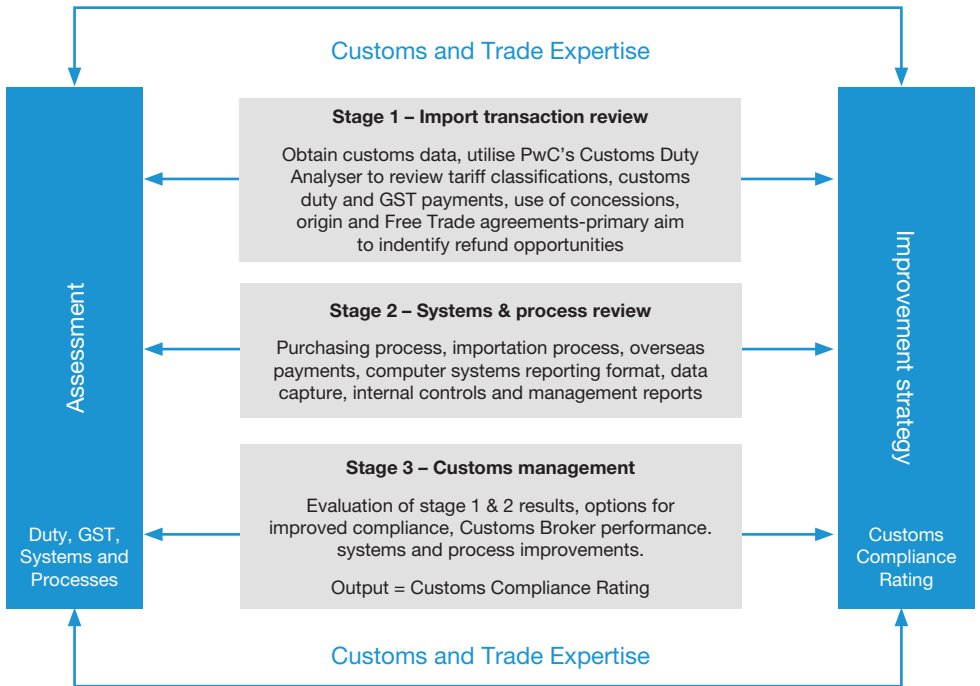 Customs and Trade Expertise
Assessment
Duty, GST,
Systems and
Processes
Stage 1 – Import transaction review
Obtain customs data, utilise PwC’s Customs Duty
Analyser to review tariff classifications, customs
duty and GST payments, use of concessions,
origin and Free Trade agreements-primary aim
to indentify refund opportunities
Stage 2 – Systems & process review
Purchasing process, importation process, overseas
payments, computer systems reporting format, data
capture, internal controls and management reports
Stage 3 – Customs management
Evaluation of stage 1 & 2 results, options for
improved compliance, Customs Broker performance.
systems and process improvements.
Output = Customs Compliance Rating
Improvement strategy
Customs
Compliance
Rating
Customs and Trade Expertise